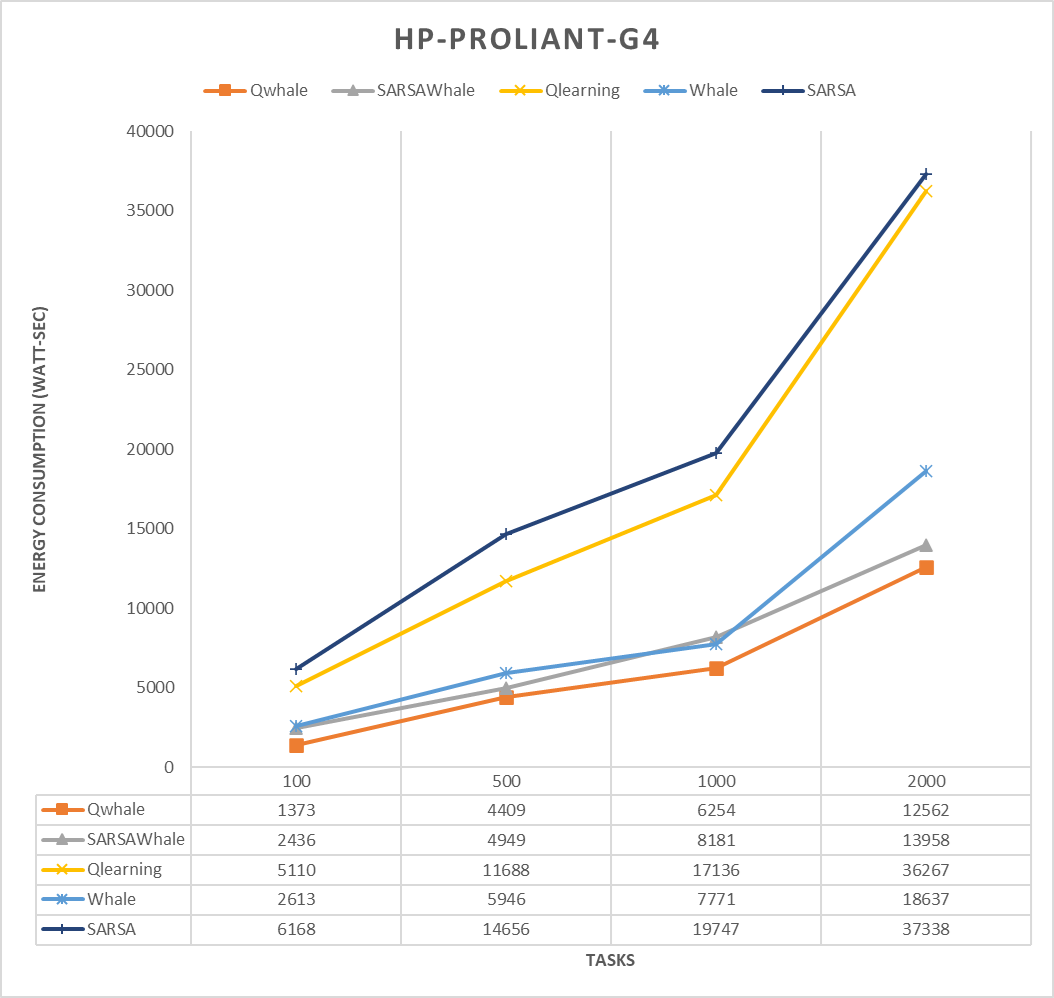 HP-PROLIANT-G4
Qwhale SARSAWhale Qlearning Whale SARSA
40000
35000
30000
25000
20000
15000
10000
5000
0
ENERGY CONSUMPTION (WATT-SEC)
100 500 1000 2000
Qwhale 1373 4409 6254 12562
SARSAWhale 2436 4949 8181 13958
Qlearning 5110 11688 17136 36267
Whale 2613 5946 7771 18637
SARSA 6168 14656 19747 37338
TASKS